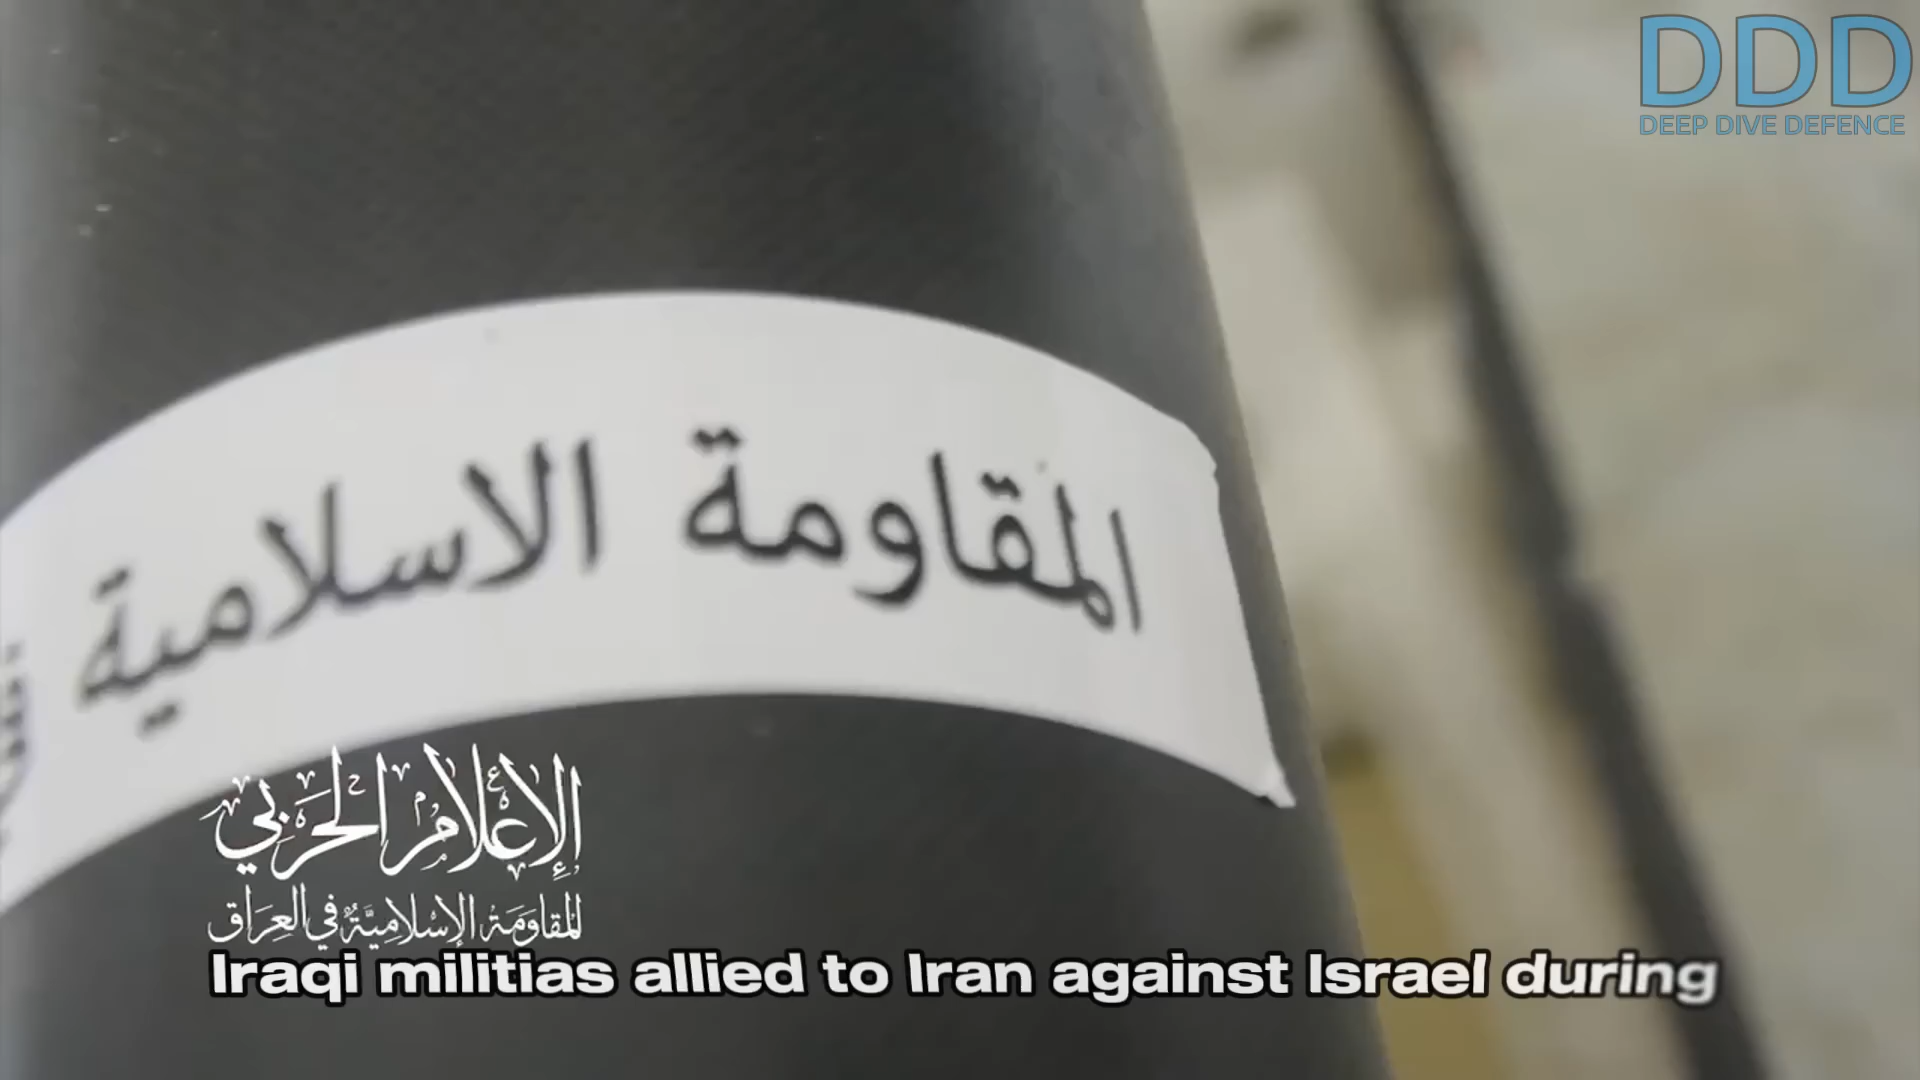 DDD
DEEP DIVE DEFENCE
المقاومة الاسلامية
الإعلام الحربي
المقاومة الإسلامية في العراق
Iraqi militias allied to Iran against Israel during